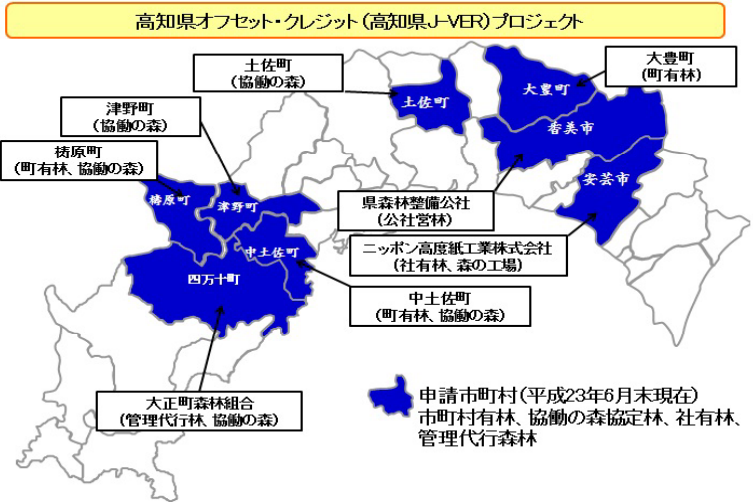 高知県オフセット・クレジット(高知県J-VER)プロジェクト
土佐町
(協働の森)
大豊町
(町有林)
津野町
(協働の森)
梼原町
(町有林、協働の森)
土佐町
大豊町
香美市
安芸市
梼原町
津野町
中土佐町
四万十町
県森林整備公社
(公社営林)
ニッポン高度紙工業株式会社
(社有林、森の工場)
中土佐町
(町有林、協働の森)
大正町森林組合
(管理代行林、協働の森)
申請市町村(平成23年6月末現在)
市町村有林、協働の森協定林、社有林、
管理代行森林